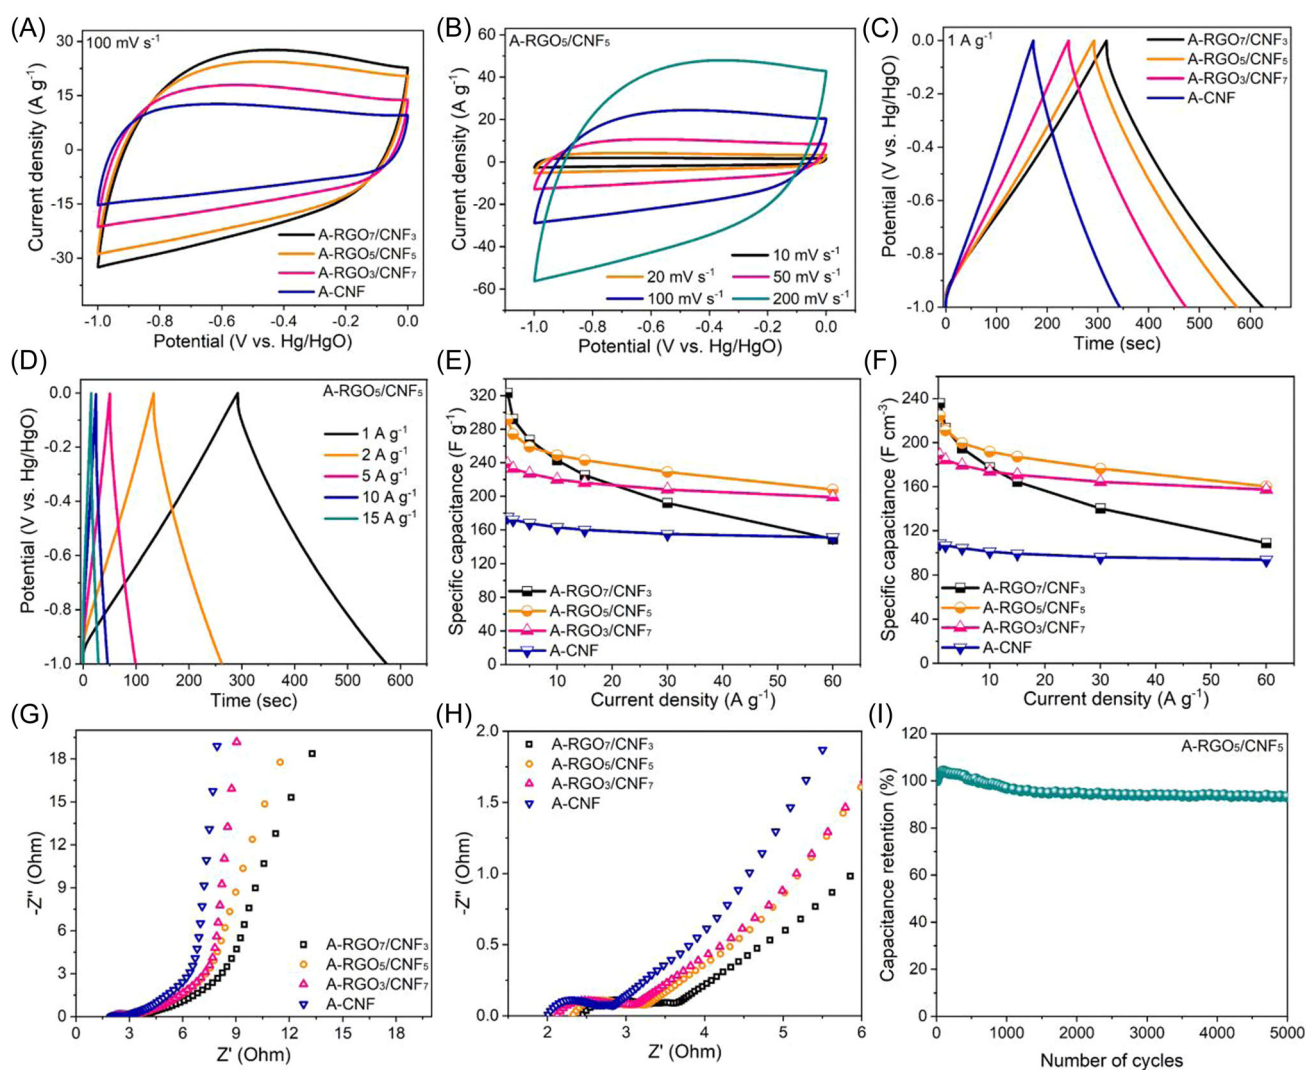 (A)
100 mV s⁻¹
30
15
0
-15
-30
Current density (A g⁻¹)
A-RGO₇/CNF₃
A-RGO₅/CNF₅
A-RGO₃/CNF₇
A-CNF
-1.0 -0.8 -0.6 -0.4 -0.2 0.0
Potential (V vs. Hg/HgO)
(B)
A-RGO₅/CNF₅
60
40
20
0
-20
-40
-60
Current density (A g⁻¹)
10 mV s⁻¹
20 mV s⁻¹ 50 mV s⁻¹
100 mV s⁻¹ 200 mV s⁻¹
-1.0 -0.8 -0.6 -0.4 -0.2 0.0
Potential (V vs. Hg/HgO)
(C)
1 A g⁻¹
A-RGO₇/CNF₃
A-RGO₅/CNF₅
A-RGO₃/CNF₇
A-CNF
0.0
-0.2
-0.4
-0.6
-0.8
-1.0
Potential (V vs. Hg/HgO)
0 100 200 300 400 500 600
Time (sec)
(D)
A-RGO₅/CNF₅
0.0
-0.2
-0.4
-0.6
-0.8
-1.0
Potential (V vs. Hg/HgO)
1 A g⁻¹
2 A g⁻¹
5 A g⁻¹
10 A g⁻¹
15 A g⁻¹
0 100 200 300 400 500 600
Time (sec)
(E)
320
280
240
200
160
120
80
40
0
Specific capacitance (F g⁻¹)
A-RGO₇/CNF₃
A-RGO₅/CNF₅
A-RGO₃/CNF₇
A-CNF
10 20 30 40 50 60
Current density (A g⁻¹)
(F)
240
200
160
120
80
40
0
Specific capacitance (F cm⁻³)
A-RGO₇/CNF₃
A-RGO₅/CNF₅
A-RGO₃/CNF₇
A-CNF
10 20 30 40 50 60
Current density (A g⁻¹)
(G)
18
15
12
9
6
3
0
-Z" (Ohm)
A-RGO₇/CNF₃
A-RGO₅/CNF₅
A-RGO₃/CNF₇
A-CNF
0 3 6 9 12 15 18
Z' (Ohm)
(H)
2.0
1.5
1.0
0.5
0.0
-Z" (Ohm)
A-RGO₇/CNF₃
A-RGO₅/CNF₅
A-RGO₃/CNF₇
A-CNF
2 3 4 5 6
Z' (Ohm)
(I)
A-RGO₅/CNF₅
120
100
80
60
40
20
0
Capacitance retention (%)
0 1000 2000 3000 4000 5000
Number of cycles